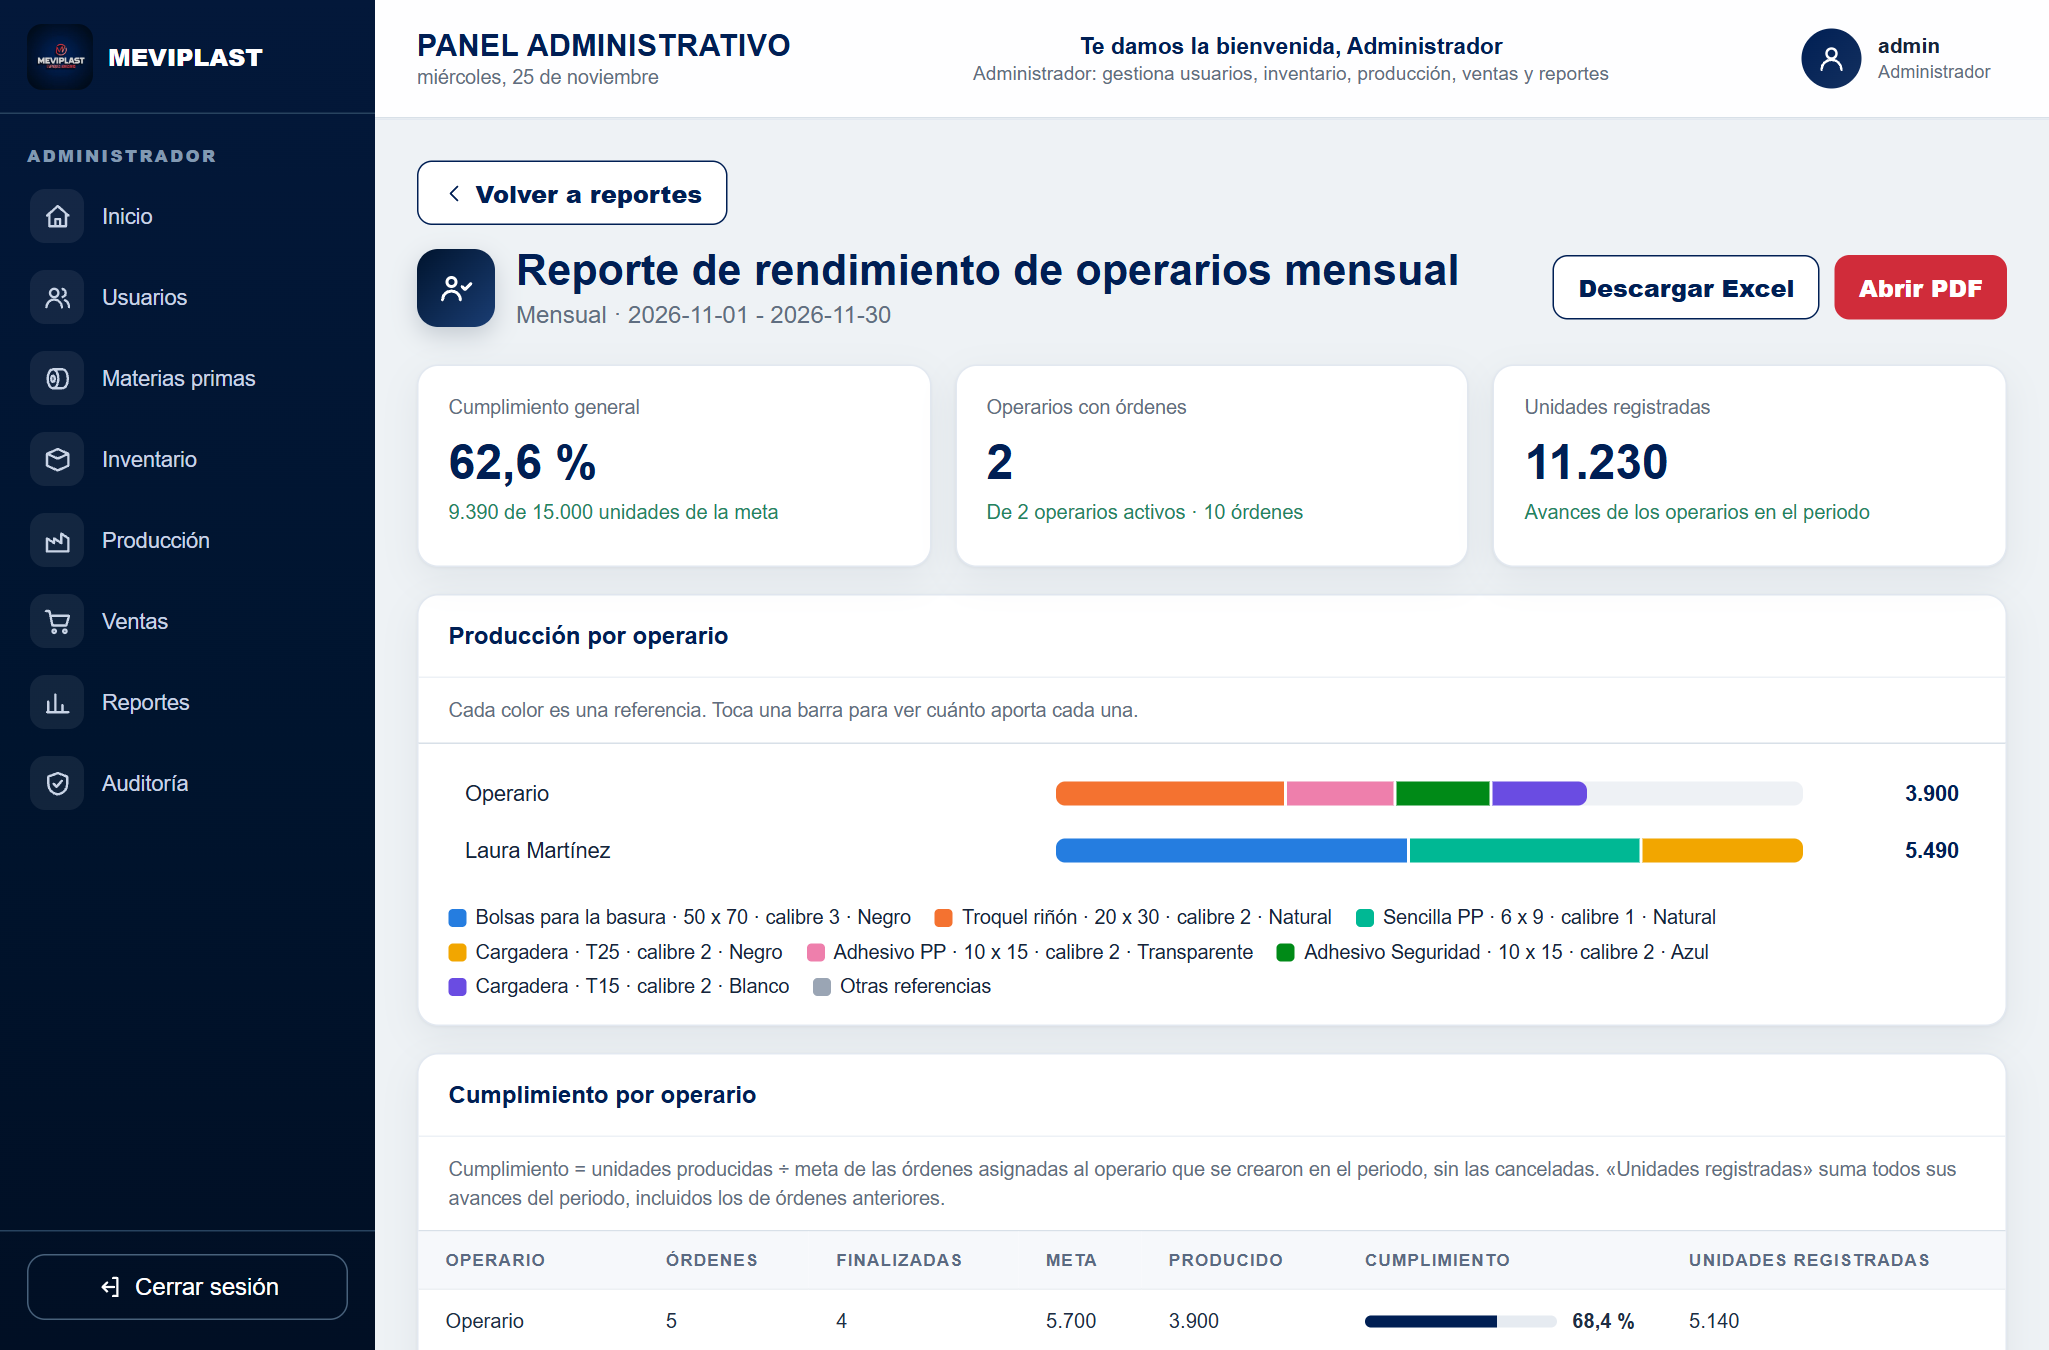 MEVIPLAST
MEVIPLAST
ADMINISTRADOR
Inicio
Usuarios
Materias primas
Inventario
Producción
Ventas
Reportes
Auditoría
Cerrar sesión
PANEL ADMINISTRATIVO
miércoles, 25 de noviembre
Te damos la bienvenida, Administrador
Administrador: gestiona usuarios, inventario, producción, ventas y reportes
admin
Administrador
Volver a reportes
Reporte de rendimiento de operarios mensual
Mensual · 2026-11-01 - 2026-11-30
Descargar Excel
Abrir PDF
Cumplimiento general
62,6 %
9.390 de 15.000 unidades de la meta
Operarios con órdenes
2
De 2 operarios activos · 10 órdenes
Unidades registradas
11.230
Avances de los operarios en el periodo
Producción por operario
Cada color es una referencia. Toca una barra para ver cuánto aporta cada una.
Operario 3.900
Laura Martínez 5.490
Bolsas para la basura · 50 x 70 · calibre 3 · Negro Troquel riñón · 20 x 30 · calibre 2 · Natural Sencilla PP · 6 x 9 · calibre 1 · Natural
Cargadera · T25 · calibre 2 · Negro Adhesivo PP · 10 x 15 · calibre 2 · Transparente Adhesivo Seguridad · 10 x 15 · calibre 2 · Azul
Cargadera · T15 · calibre 2 · Blanco Otras referencias
Cumplimiento por operario
Cumplimiento = unidades producidas ÷ meta de las órdenes asignadas al operario que se crearon en el periodo, sin las canceladas. «Unidades registradas» suma todos sus
avances del periodo, incluidos los de órdenes anteriores.
OPERARIO ÓRDENES FINALIZADAS META PRODUCIDO CUMPLIMIENTO UNIDADES REGISTRADAS
Operario 5 4 5.700 3.900 68,4 % 5.140